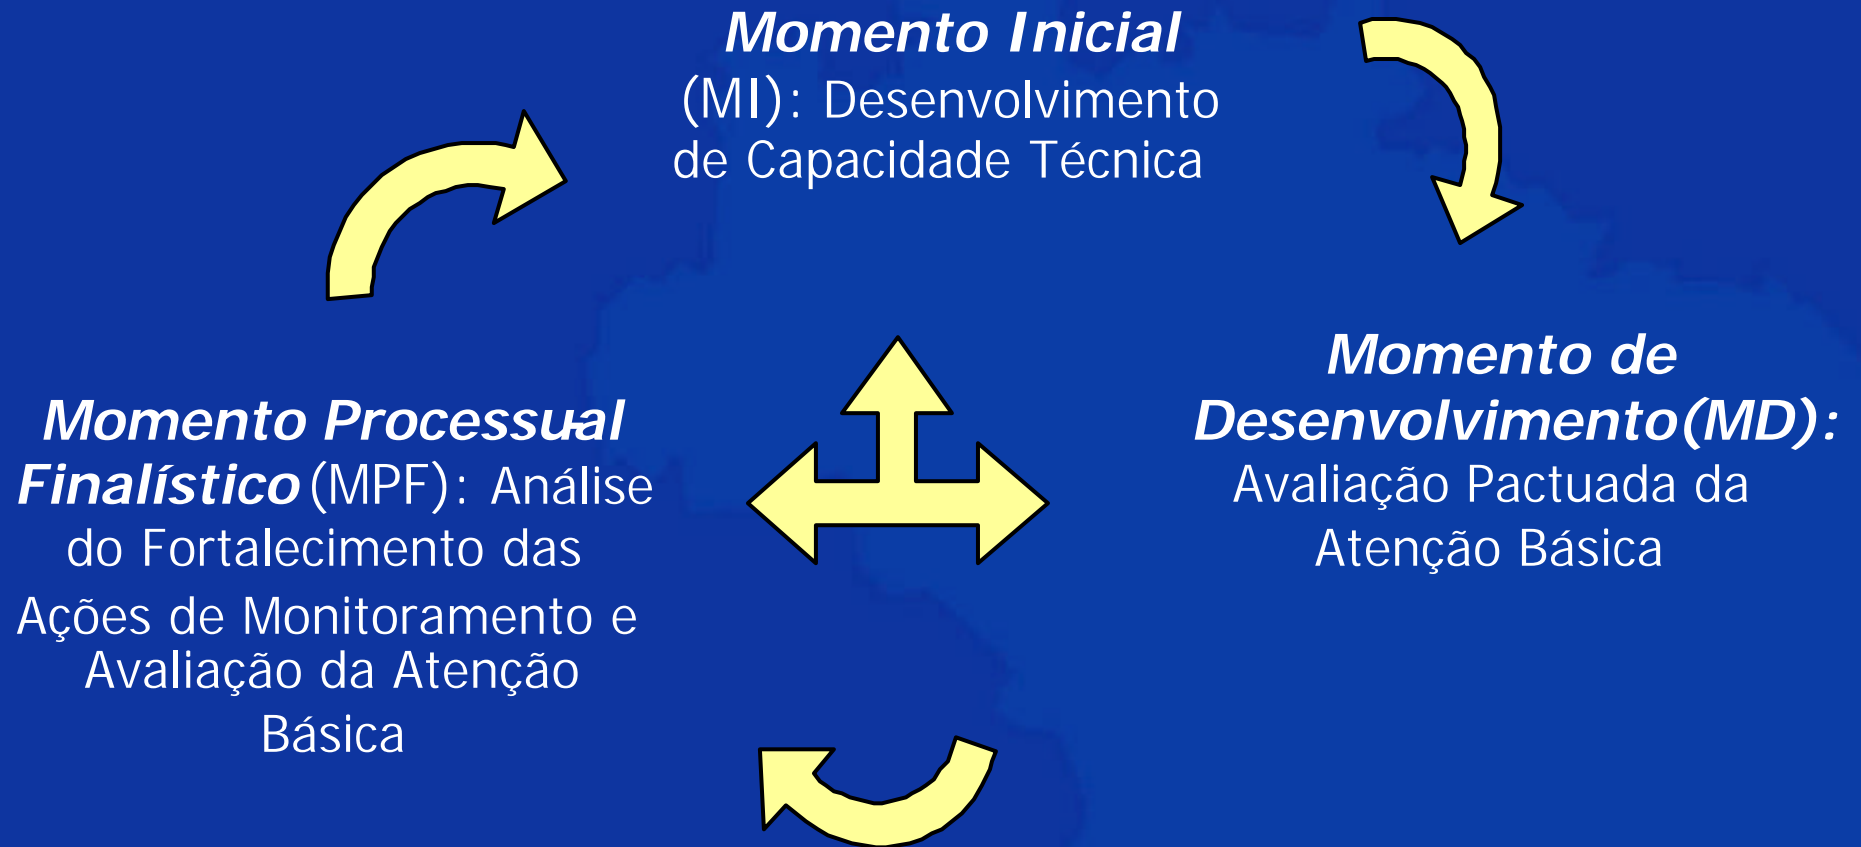 Momento Inicial
(MI): Desenvolvimento
de Capacidade Técnica
Momento Processual-
Finalístico (MPF): Análise
do Fortalecimento das
Ações de Monitoramento e
Avaliação da Atenção
Básica
Momento de
Desenvolvimento(MD):
Avaliação Pactuada da
Atenção Básica